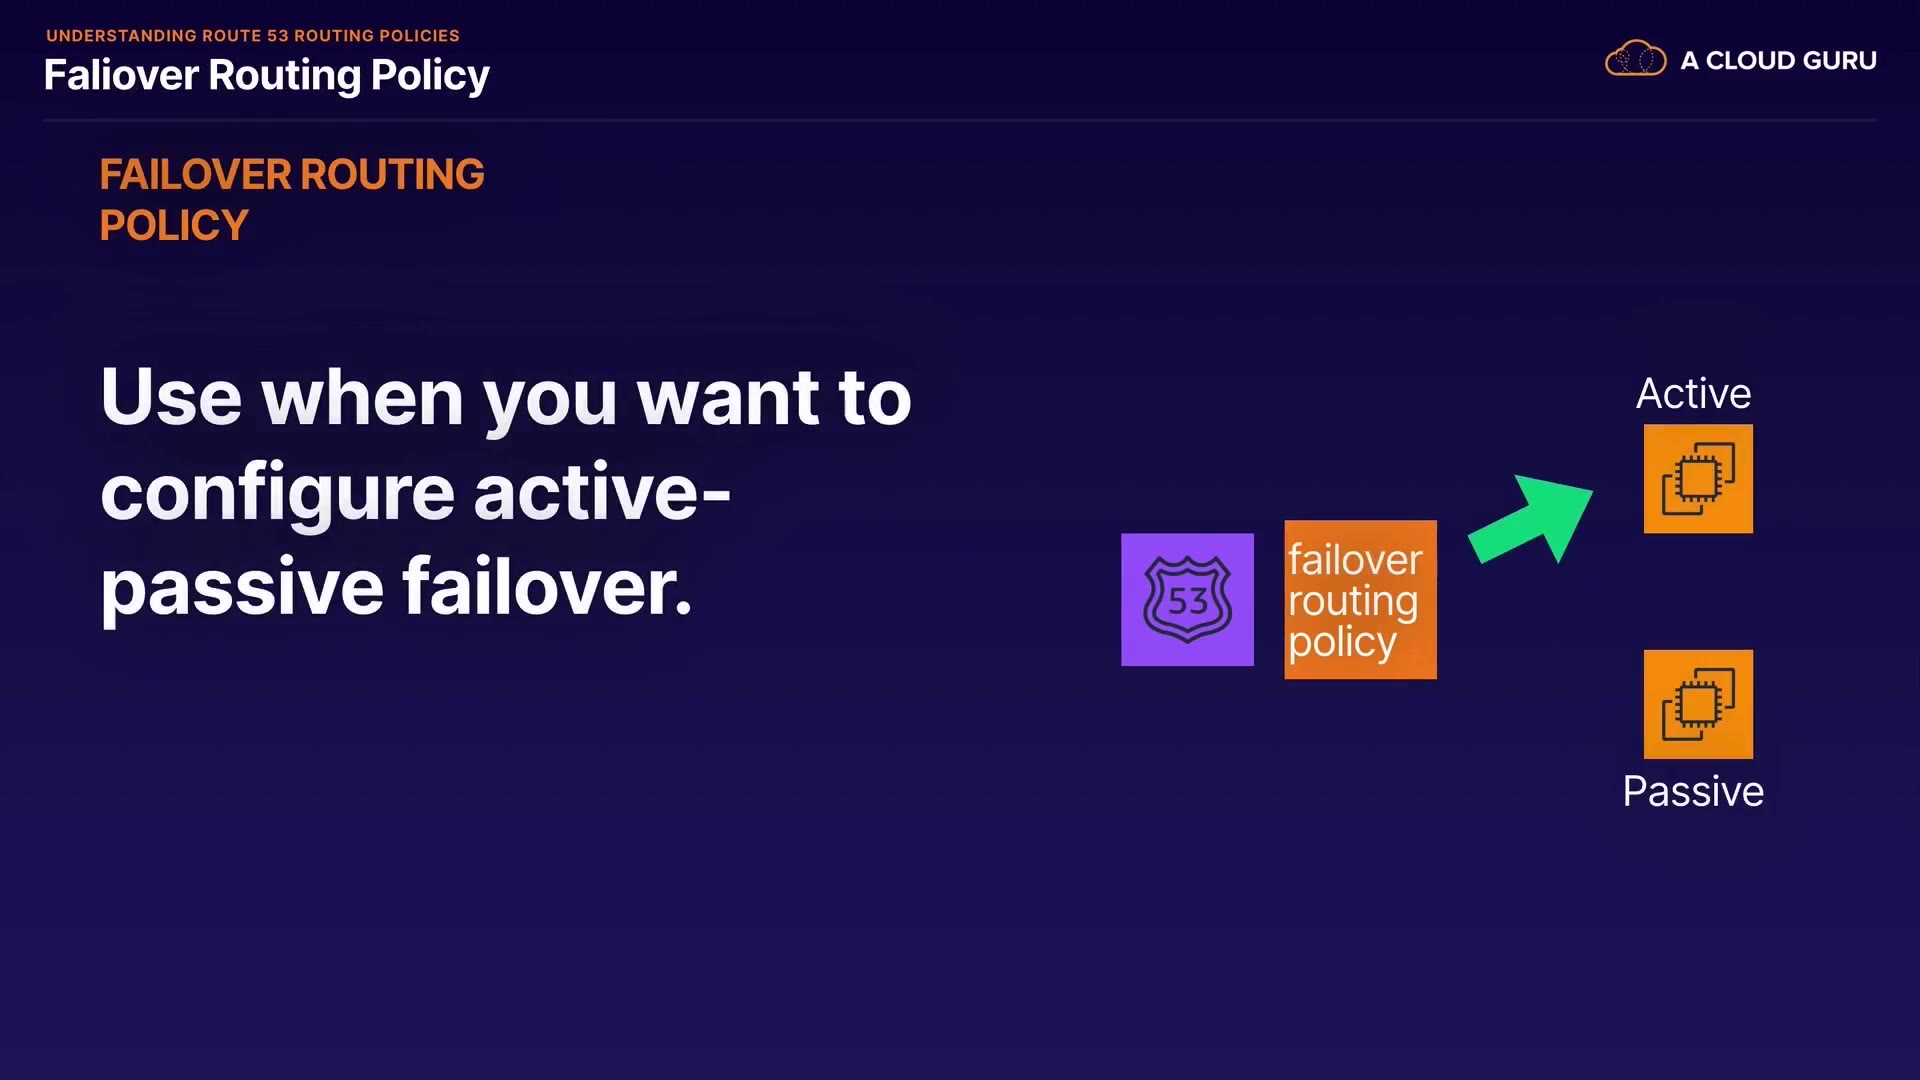 UNDERSTANDING ROUTE 53 ROUTING POLICIES
Faliover Routing Policy
A CLOUD GURU
FAILOVER ROUTING
POLICY
Use when you want to
configure active-
passive failover.
Active
53
failover
routing
policy
Passive